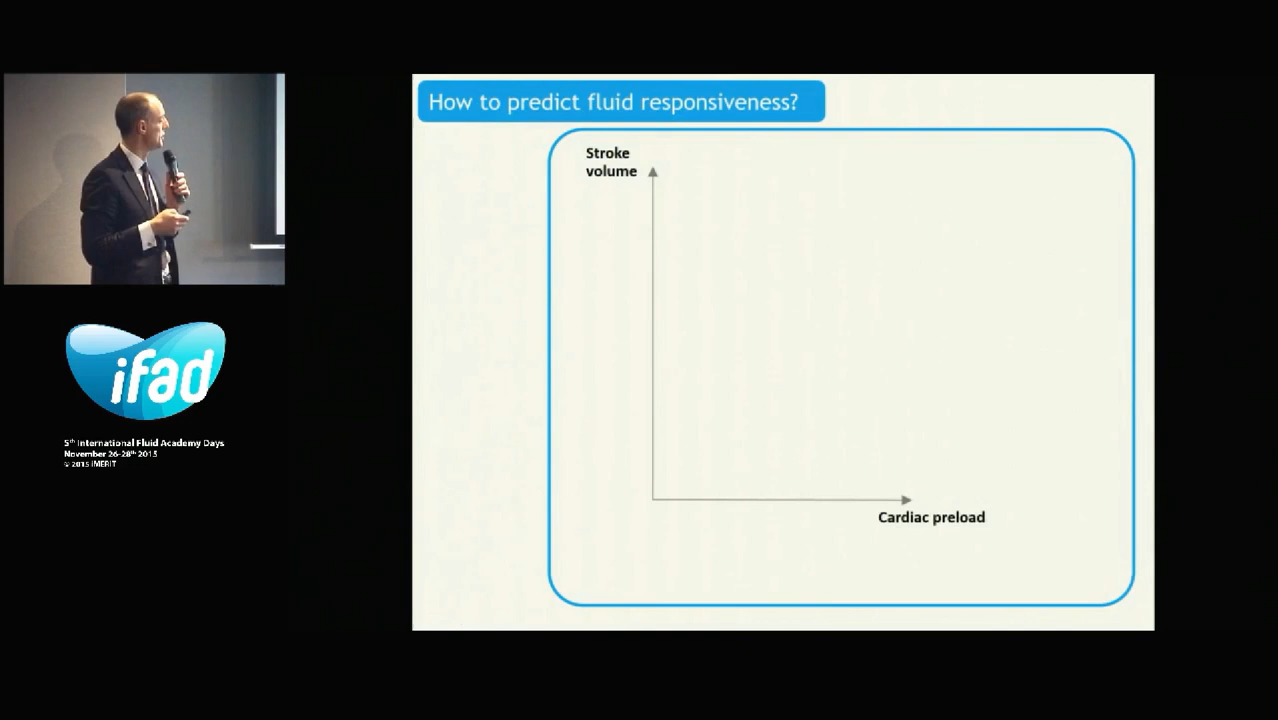 How to predict fluid responsiveness?
Stroke
volume
Cardiac preload
ifad
5th International Fluid Academy Days
November 26-28th 2015
© 2015 iMERIT